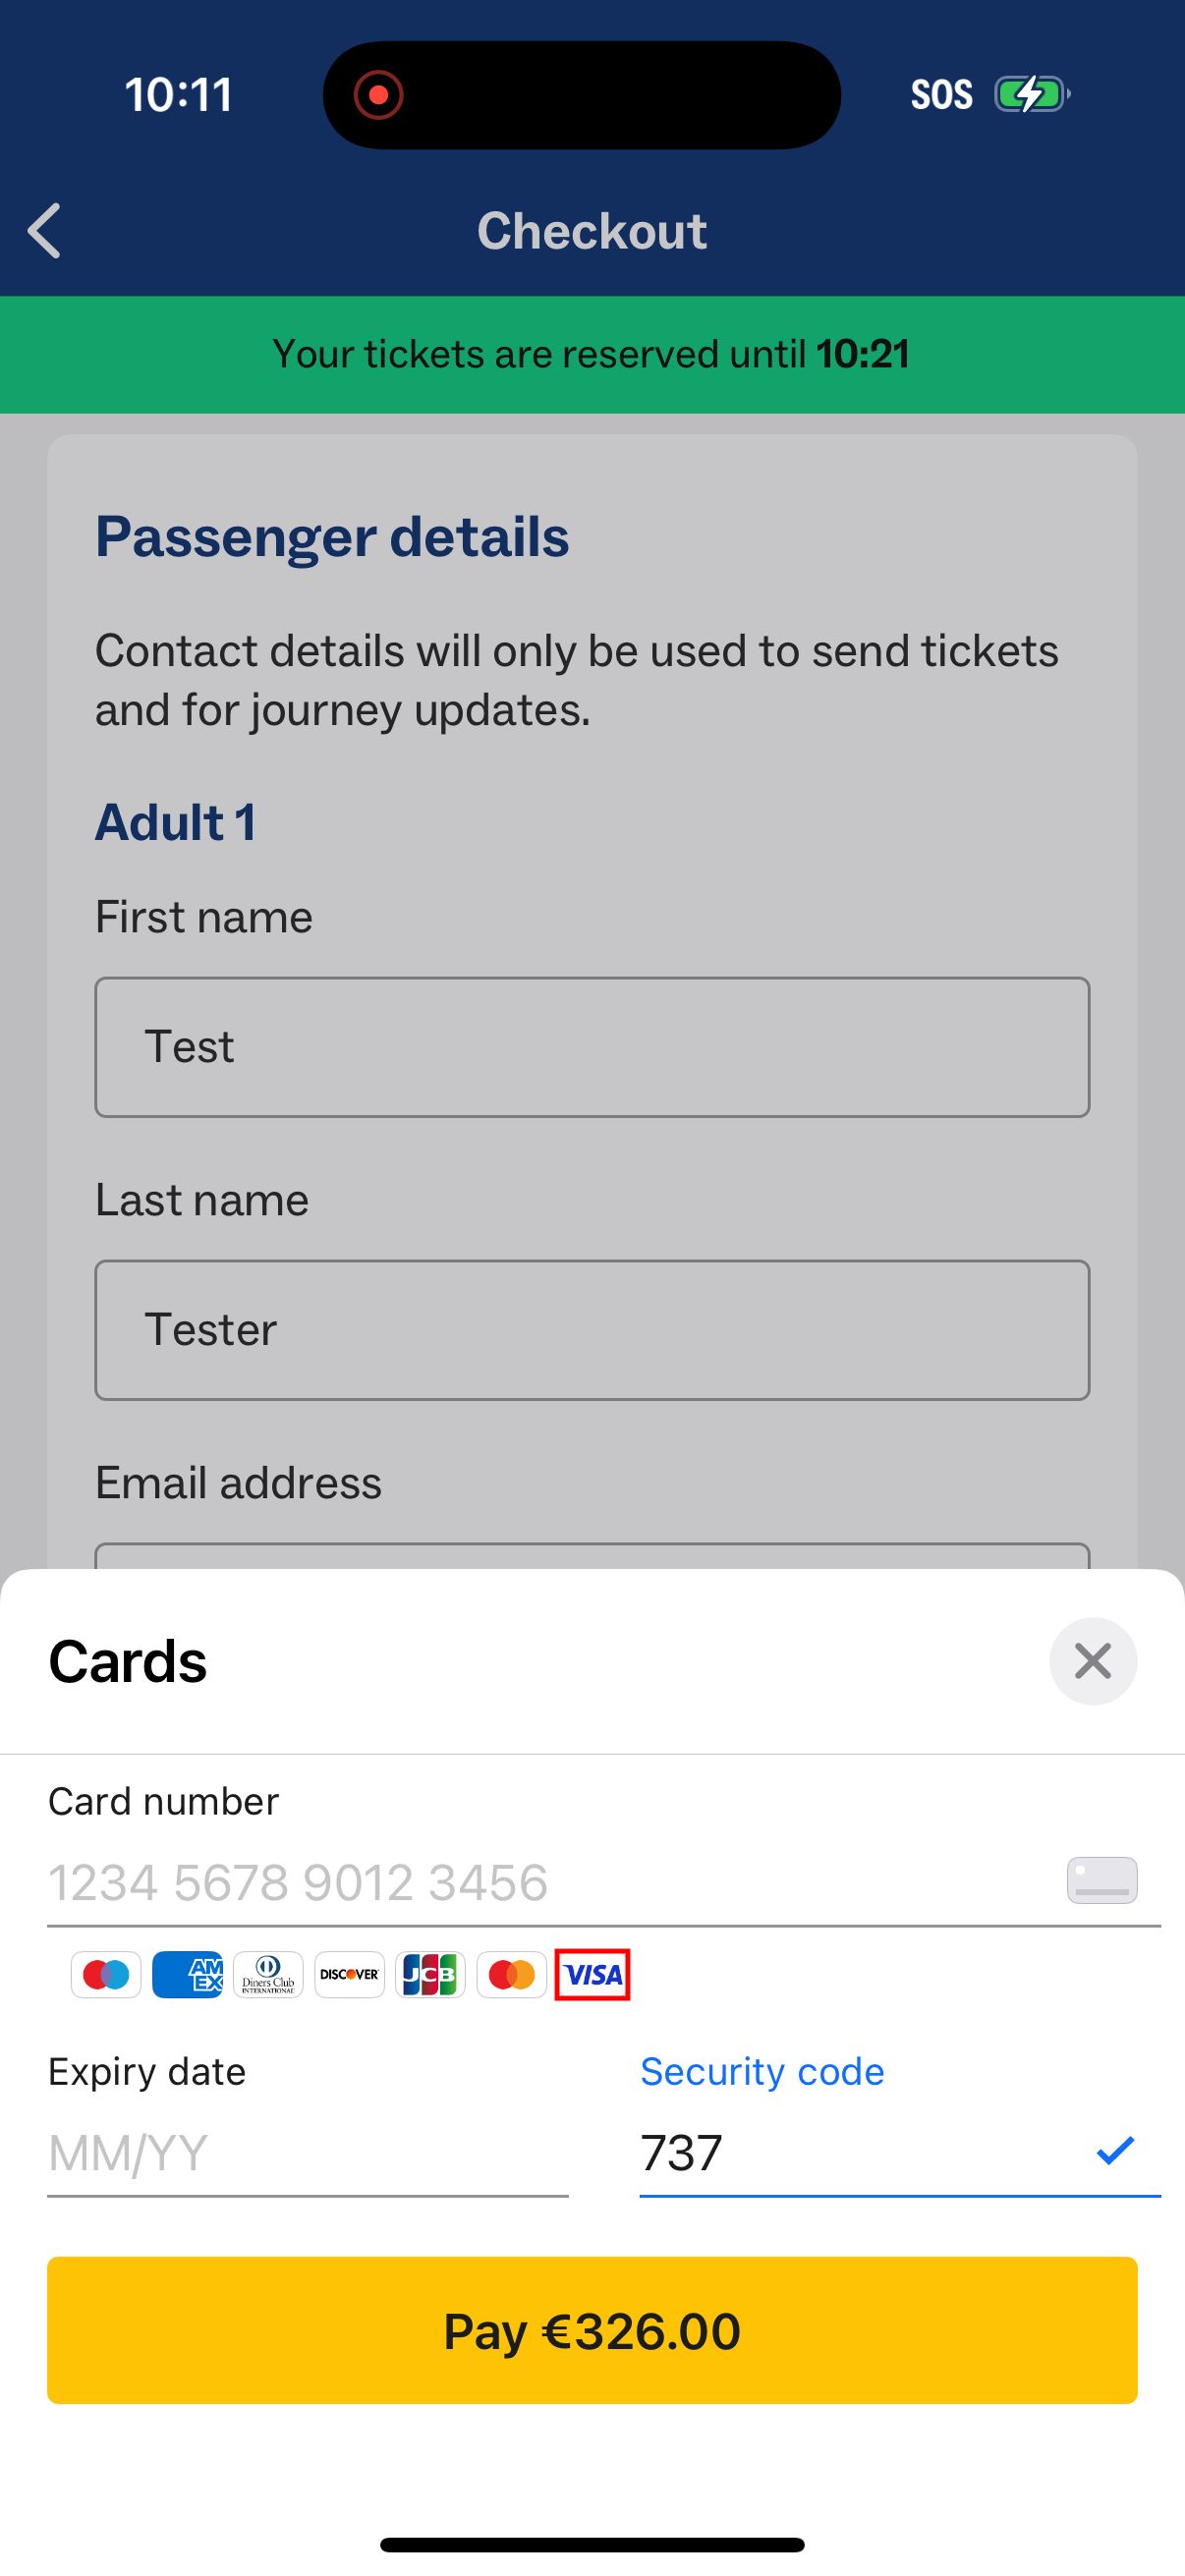 10:11
SOS
Checkout
Your tickets are reserved until 10:21
Passenger details
Contact details will only be used to send tickets
and for journey updates.
Adult 1
First name
Test
Last name
Tester
Email address
Cards
Card number
1234 5678 9012 3456
AM
EX
Diners Club
INTERNATIONAL
DISCOVER
JCB
VISA
Expiry date
Security code
MM/YY
737
Pay €326.00